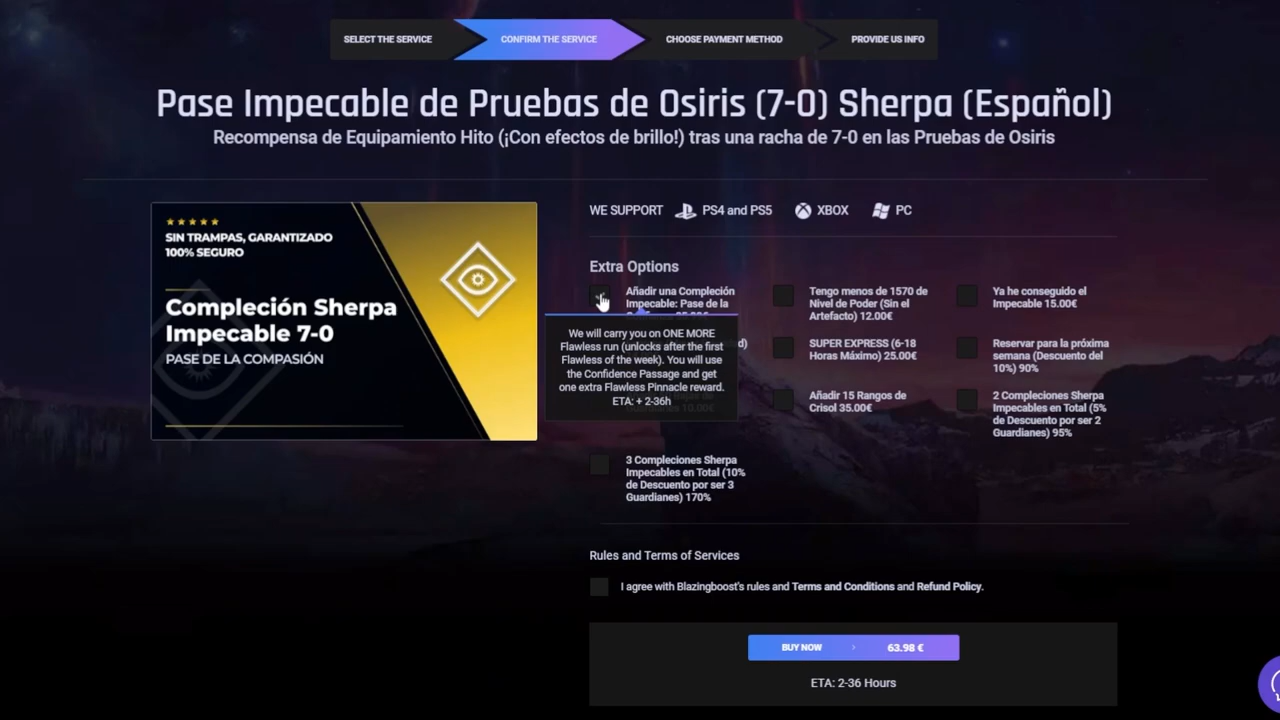 SELECT THE SERVICE
CONFIRM THE SERVICE
CHOOSE PAYMENT METHOD
PROVIDE US INFO
Pase Impecable de Pruebas de Osiris (7-0) Sherpa (Español)
Recompensa de Equipamiento Hito (¡Con efectos de brillo!) tras una racha de 7-0 en las Pruebas de Osiris
SIN TRAMPAS, GARANTIZADO
100% SEGURO
Compleción Sherpa
Impecable 7-0
PASE DE LA COMPASIÓN
WE SUPPORT
PS4 and PS5
XBOX
PC
Extra Options
Añadir una Compleción
Impecable: Pase de la
We will carry you on ONE MORE
Flawless run (unlocks after the first
Flawless of the week). You will use
the Confidence Passage and get
one extra Flawless Pinnacle reward.
ETA: + 2-36h
Tengo menos de 1570 de
Nivel de Poder (Sin el
Artefacto) 12.00€
Ya he conseguido el
Impecable 15.00€
SUPER EXPRESS (6-18
Horas Máximo) 25.00€
Reservar para la próxima
semana (Descuento del
10%) 90%
Añadir 15 Rangos de
Crisol 35.00€
2 Compleciones Sherpa
Impecables en Total (5%
de Descuento por ser 2
Guardianes) 95%
3 Compleciones Sherpa
Impecables en Total (10%
de Descuento por ser 3
Guardianes) 170%
Rules and Terms of Services
I agree with Blazingboost's rules and Terms and Conditions and Refund Policy.
BUY NOW > 63.98 €
ETA: 2-36 Hours